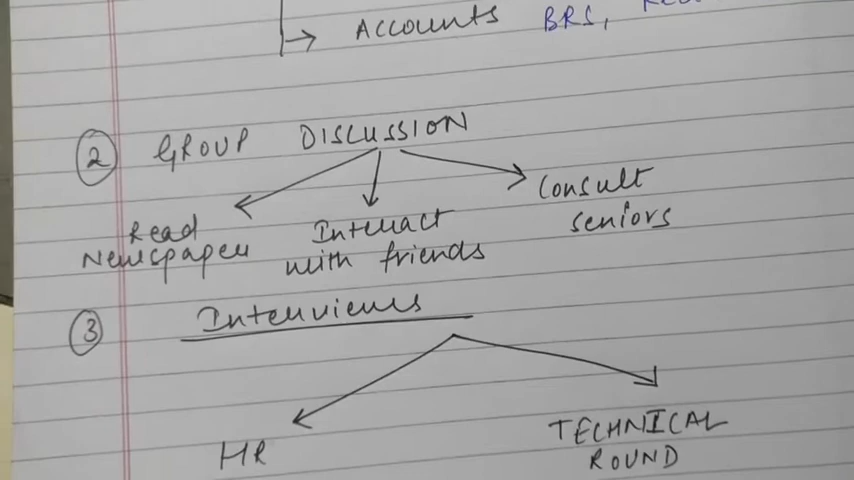 → ACCOUNTS BRS,
② GROUP DISCUSSION
Read Newspaper
Interact with friends
Consult seniors
③ Interviews
HR
TECHNICAL ROUND